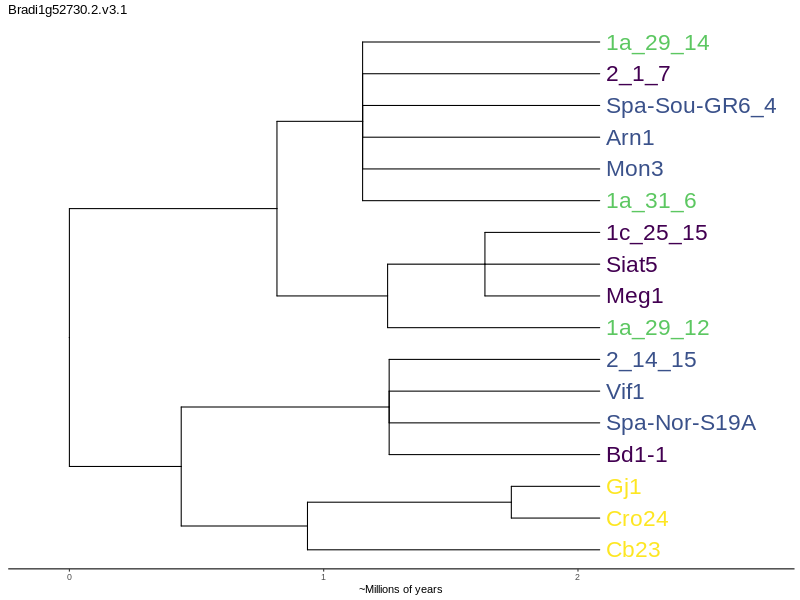 Bradi1g52730.2.v3.1
1a_29_14
2_1_7
Spa-Sou-GR6_4
Arn1
Mon3
1a_31_6
1c_25_15
Siat5
Meg1
1a_29_12
2_14_15
Vif1
Spa-Nor-S19A
Bd1-1
Gj1
Cro24
Cb23
0 1 2
~Millions of years